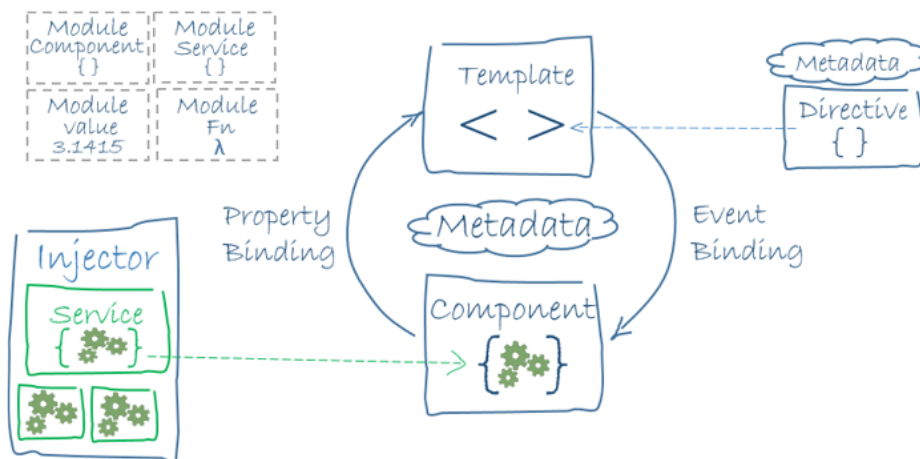 Module
Component
{ }
Module
Service
{ }
Module
value
3.1415
Module
Fn
λ
Template
< >
Metadata
Directive
{ }
Property
Binding
Metadata
Event
Binding
Injector
Service
{ }
Component
{ }